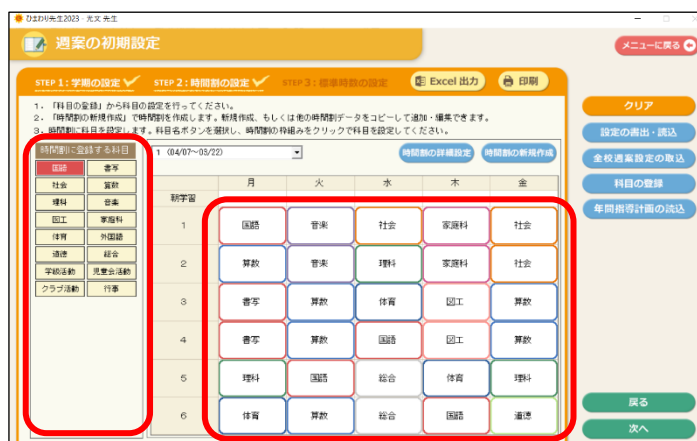 ひまわり先生2023 - 光文 先生
週案の初期設定
メニューに戻る
STEP 1：学期の設定 STEP 2：時間割の設定 STEP 3：標準時数の設定 Excel 出力 印刷
1. 「科目の登録」から科目の設定を行ってください。
2. 「時間割の新規作成」で時間割を作成します。新規作成、もしくは他の時間割データをコピーして追加・編集できます。
3. 時間割に科目を設定します。科目名ボタンを選択し、時間割の枠組みをクリックで科目を設定してください。
クリア
設定の書出・読込
全校週案設定の取込
科目の登録
年間指導計画の読込
時間割に登録する科目
国語 書写
社会 算数
理科 音楽
図工 家庭科
体育 外国語
道徳 総合
学級活動 児童会活動
クラブ活動 行事
1 (04/07～03/22) 時間割の詳細設定 時間割の新規作成
月 火 水 木 金
朝学習
1 国語 音楽 社会 家庭科 社会
2 算数 音楽 理科 家庭科 社会
3 書写 算数 体育 図工 算数
4 書写 算数 国語 図工 算数
5 理科 国語 総合 体育 理科
6 体育 算数 総合 国語 道徳
戻る
次へ